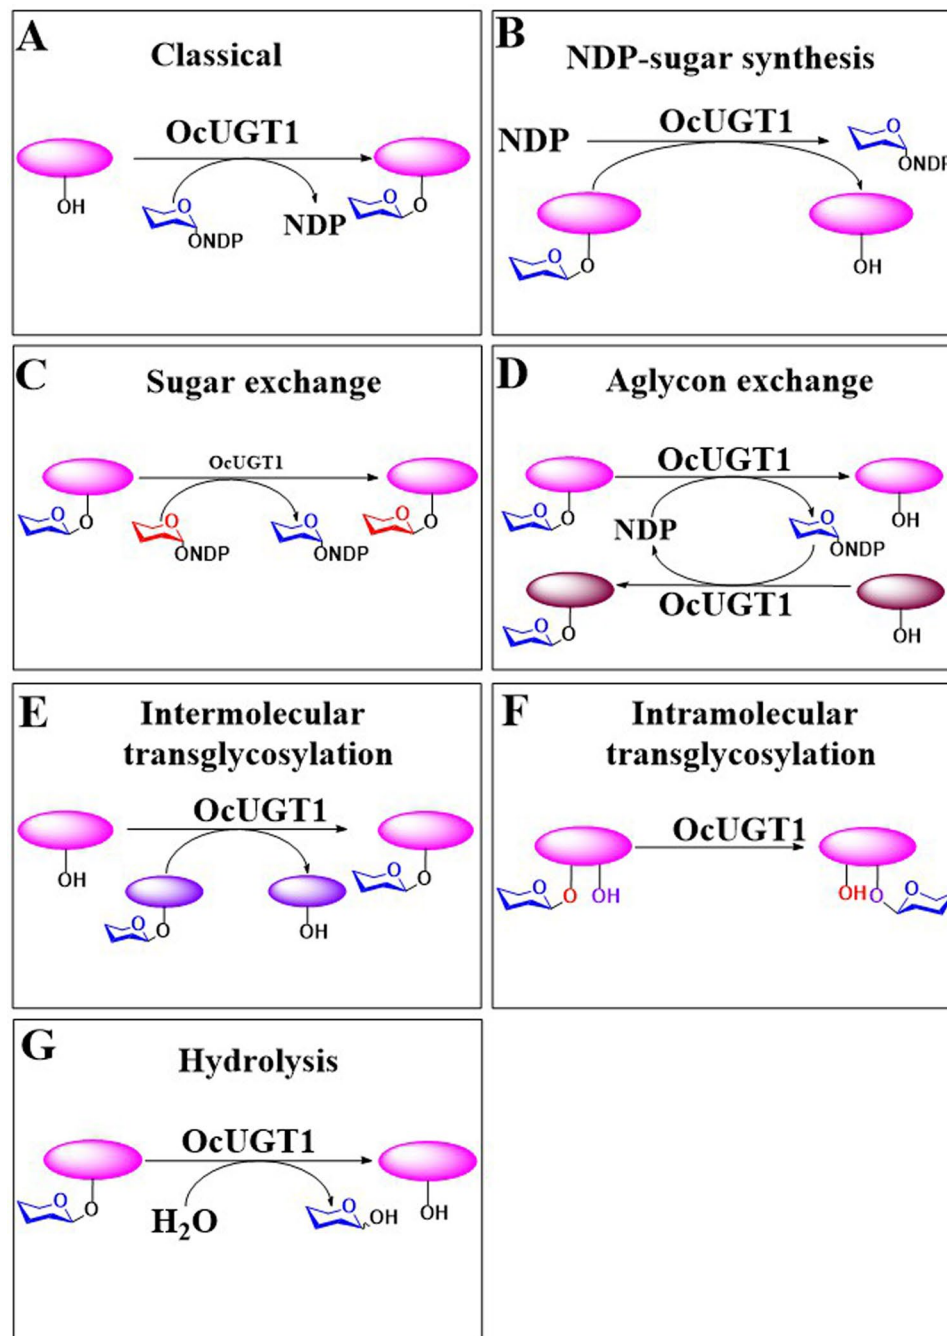 A
Classical
OcUGT1
OH
O
ONDP
NDP
O
O
B
NDP-sugar synthesis
NDP
OcUGT1
O
ONDP
O
O
OH
C
Sugar exchange
OcUGT1
O
O
O
ONDP
O
ONDP
O
O
D
Aglycon exchange
OcUGT1
O
O
NDP
O
ONDP
OH
OcUGT1
O
O
OH
E
Intermolecular
transglycosylation
OcUGT1
OH
O
O
OH
O
O
F
Intramolecular
transglycosylation
OcUGT1
O
O
OH
OH
O
O
G
Hydrolysis
OcUGT1
O
O
H2O
O
OH
OH